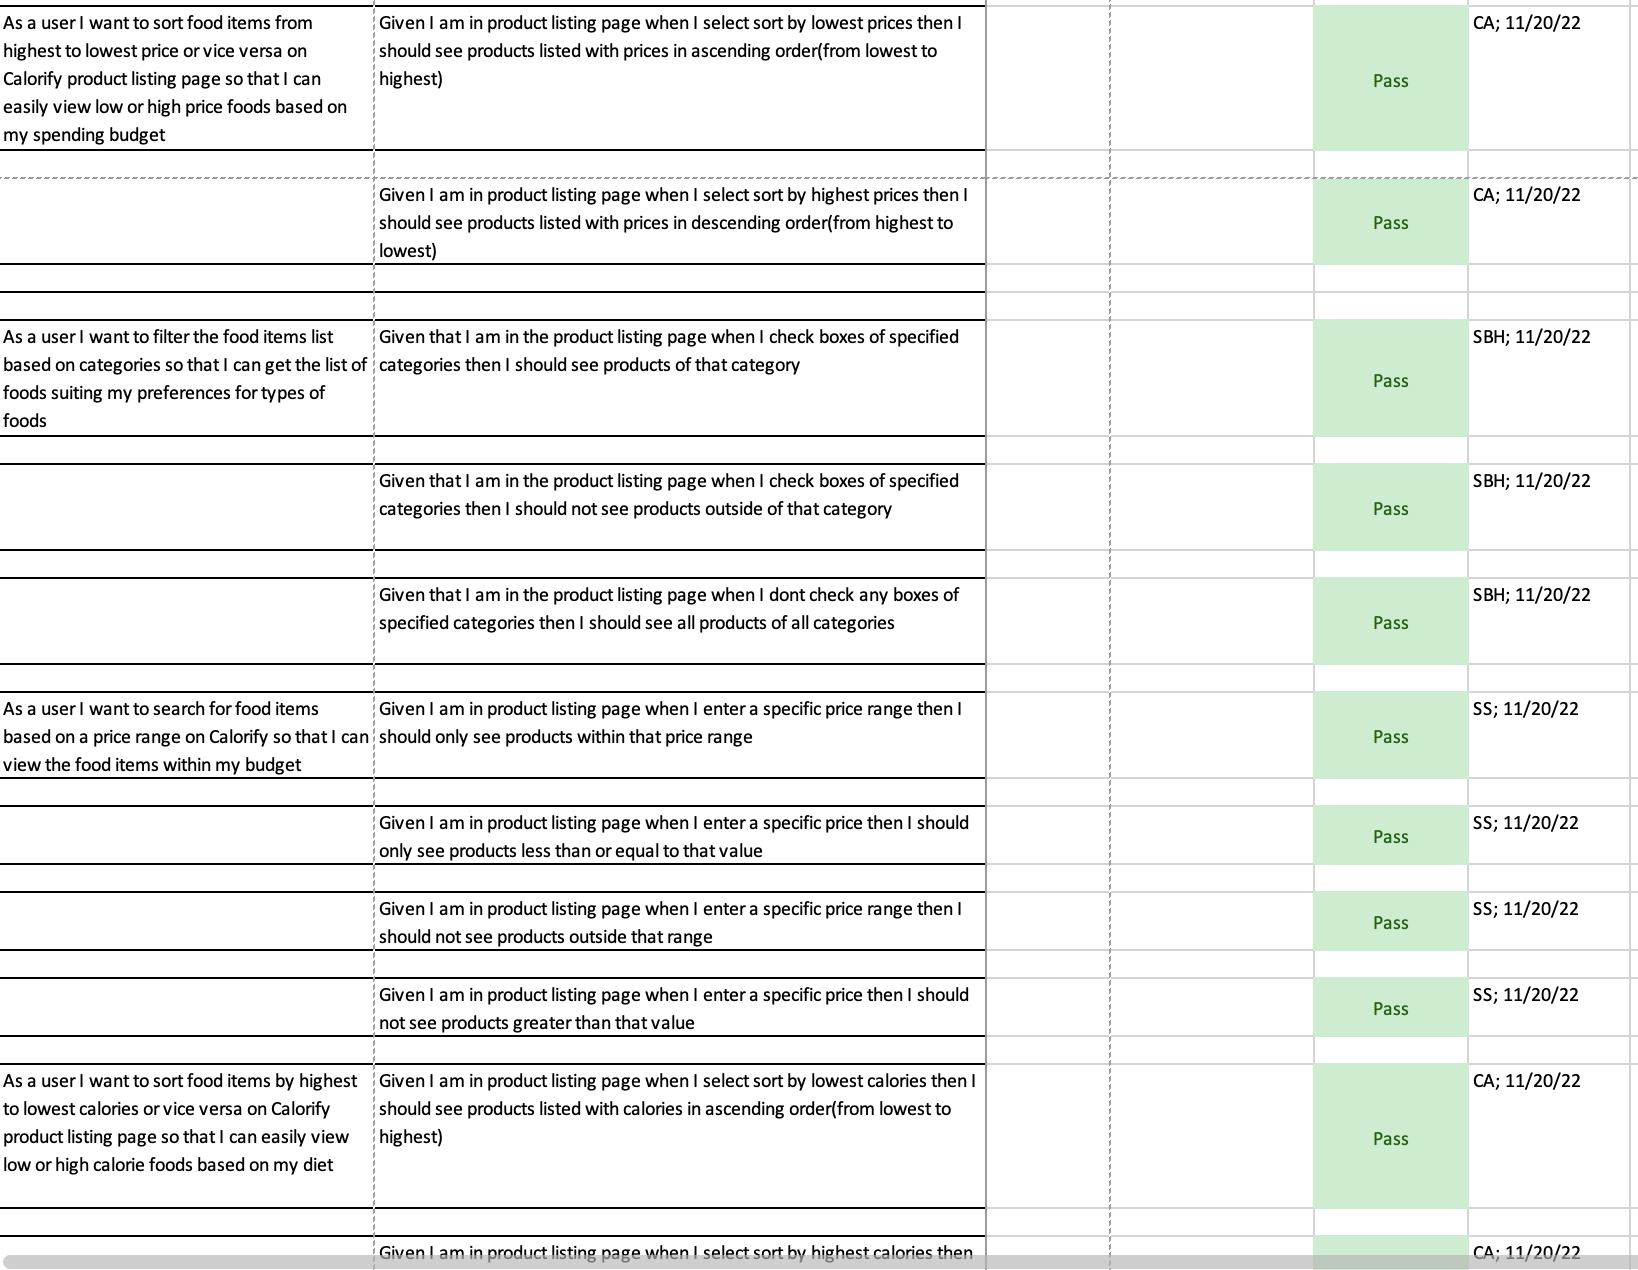 As a user I want to sort food items from
highest to lowest price or vice versa on
Calorify product listing page so that I can
easily view low or high price foods based on
my spending budget
Given I am in product listing page when I select sort by lowest prices then I
should see products listed with prices in ascending order(from lowest to
highest)
Pass
CA; 11/20/22
Given I am in product listing page when I select sort by highest prices then I
should see products listed with prices in descending order(from highest to
lowest)
Pass
CA; 11/20/22
As a user I want to filter the food items list
based on categories so that I can get the list of
foods suiting my preferences for types of
foods
Given that I am in the product listing page when I check boxes of specified
categories then I should see products of that category
Pass
SBH; 11/20/22
Given that I am in the product listing page when I check boxes of specified
categories then I should not see products outside of that category
Pass
SBH; 11/20/22
Given that I am in the product listing page when I dont check any boxes of
specified categories then I should see all products of all categories
Pass
SBH; 11/20/22
As a user I want to search for food items
based on a price range on Calorify so that I can
view the food items within my budget
Given I am in product listing page when I enter a specific price range then I
should only see products within that price range
Pass
SS; 11/20/22
Given I am in product listing page when I enter a specific price then I should
only see products less than or equal to that value
Pass
SS; 11/20/22
Given I am in product listing page when I enter a specific price range then I
should not see products outside that range
Pass
SS; 11/20/22
Given I am in product listing page when I enter a specific price then I should
not see products greater than that value
Pass
SS; 11/20/22
As a user I want to sort food items by highest
to lowest calories or vice versa on Calorify
product listing page so that I can easily view
low or high calorie foods based on my diet
Given I am in product listing page when I select sort by lowest calories then I
should see products listed with calories in ascending order(from lowest to
highest)
Pass
CA; 11/20/22
Given I am in product listing page when I select sort by highest calories then
CA; 11/20/22